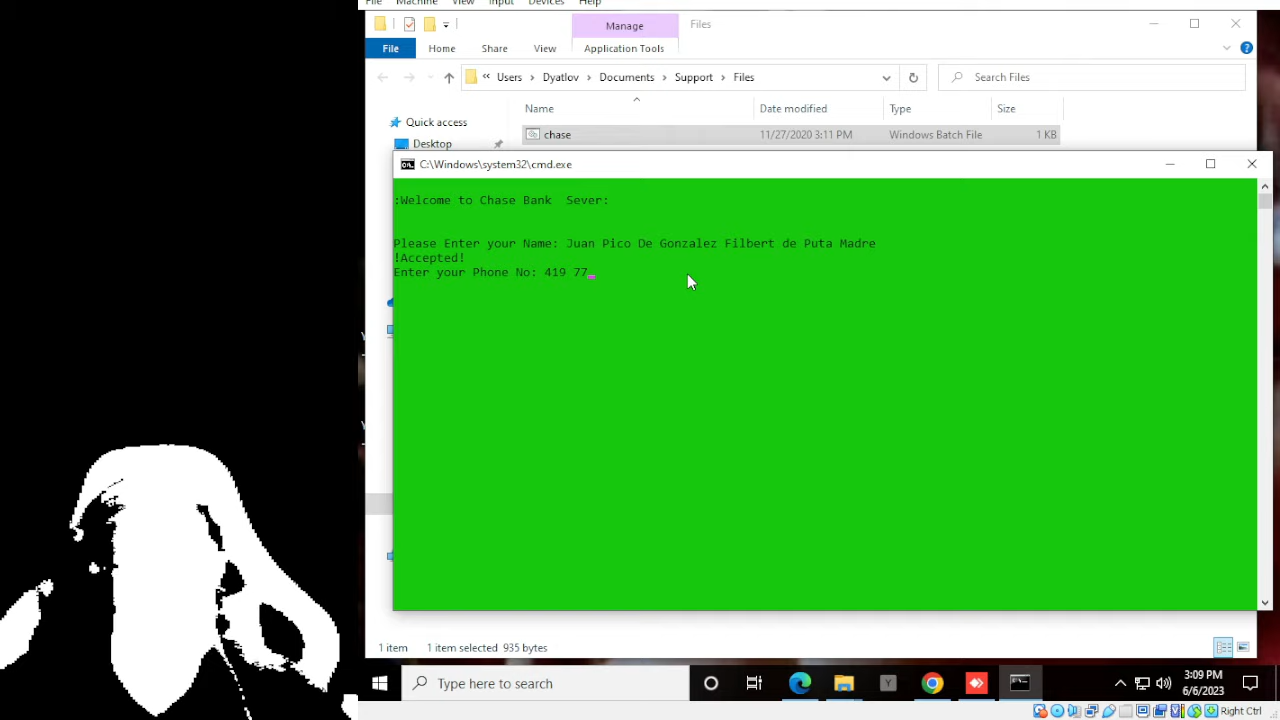 File Machine View Input Devices Help
Manage Files
File Home Share View Application Tools
Users Dyatlov Documents Support Files Search Files
Name Date modified Type Size
Quick access
Desktop
chase 11/27/2020 3:11 PM Windows Batch File 1 KB
C:\Windows\system32\cmd.exe
:Welcome to Chase Bank  Sever:
Please Enter your Name: Juan Pico De Gonzalez Filbert de Puta Madre
!Accepted!
Enter your Phone No: 419 77_
1 item 1 item selected 935 bytes
Type here to search
3:09 PM
6/6/2023
Right Ctrl